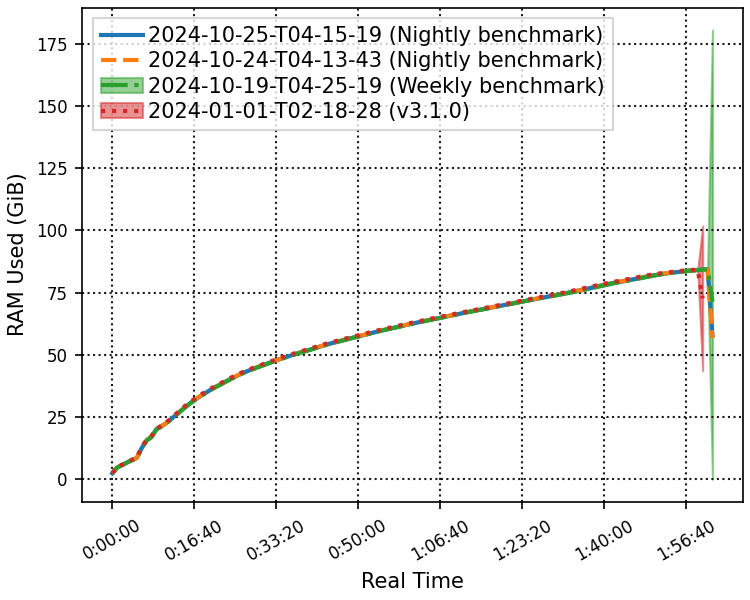 2024-10-25-T04-15-19 (Nightly benchmark)
2024-10-24-T04-13-43 (Nightly benchmark)
2024-10-19-T04-25-19 (Weekly benchmark)
2024-01-01-T02-18-28 (v3.1.0)
175
150
125
100
75
50
25
0
RAM Used (GiB)
0:00:00
0:16:40
0:33:20
0:50:00
1:06:40
1:23:20
1:40:00
1:56:40
Real Time